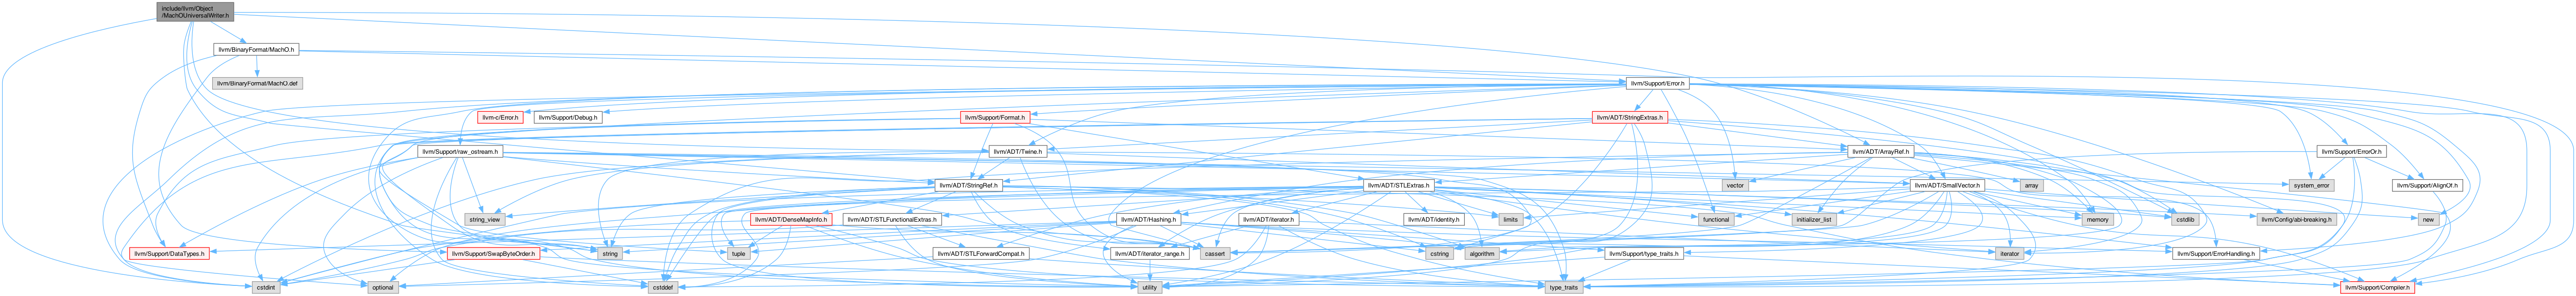 include/llvm/Object
/MachOUniversalWriter.h
llvm/BinaryFormat/MachO.h
llvm/BinaryFormat/MachO.def
llvm/Support/Error.h
llvm-c/Error.h
llvm/Support/Debug.h
llvm/Support/Format.h
llvm/ADT/StringExtras.h
llvm/Support/raw_ostream.h
llvm/ADT/Twine.h
llvm/ADT/ArrayRef.h
llvm/Support/ErrorOr.h
llvm/ADT/StringRef.h
llvm/ADT/STLExtras.h
vector
llvm/ADT/SmallVector.h
array
system_error
llvm/Support/AlignOf.h
string_view
llvm/ADT/DenseMapInfo.h
llvm/ADT/STLFunctionalExtras.h
llvm/ADT/Hashing.h
llvm/ADT/iterator.h
llvm/ADT/identity.h
limits
functional
initializer_list
memory
cstdlib
llvm/Config/abi-breaking.h
new
llvm/Support/DataTypes.h
llvm/Support/SwapByteOrder.h
string
tuple
llvm/ADT/STLForwardCompat.h
llvm/ADT/iterator_range.h
cassert
cstring
algorithm
llvm/Support/type_traits.h
iterator
llvm/Support/ErrorHandling.h
cstdint
optional
cstddef
utility
type_traits
llvm/Support/Compiler.h